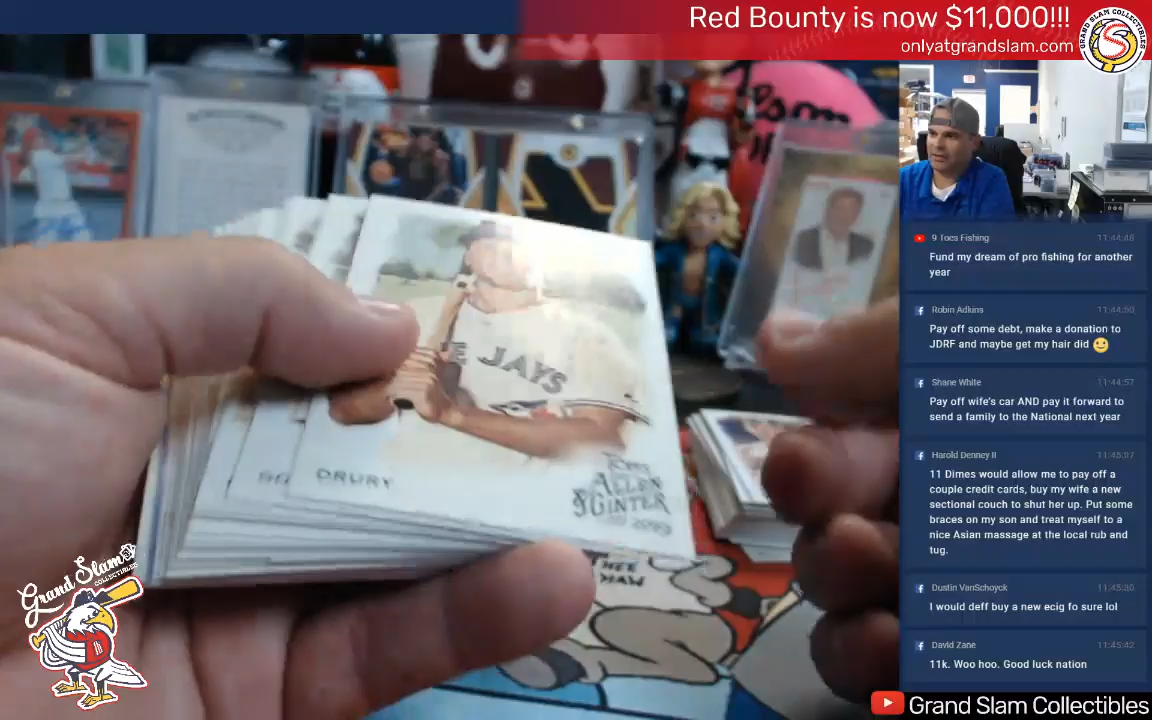 Red Bounty is now $11,000!!!
onlyatgrandslam.com
GRAND SLAM COLLECTIBLES
9 Toes Fishing 11:44:48
Fund my dream of pro fishing for another
year
Robin Adkins 11:44:50
Pay off some debt, make a donation to
JDRF and maybe get my hair did 🙂
Shane White 11:44:57
Pay off wife's car AND pay it forward to
send a family to the National next year
Harold Denney II 11:45:07
11 Dimes would allow me to pay off a
couple credit cards, buy my wife a new
sectional couch to shut her up. Put some
braces on my son and treat myself to a
nice Asian massage at the local rub and
tug.
Dustin VanSchoyck 11:45:30
I would deff buy a new ecig fo sure lol
David Zane 11:45:42
11k. Woo hoo. Good luck nation
Grand Slam Collectibles
E JAYS
DRURY
Topps
Allen
& Ginter
2019
Grand Slam
COLLECTIBLES